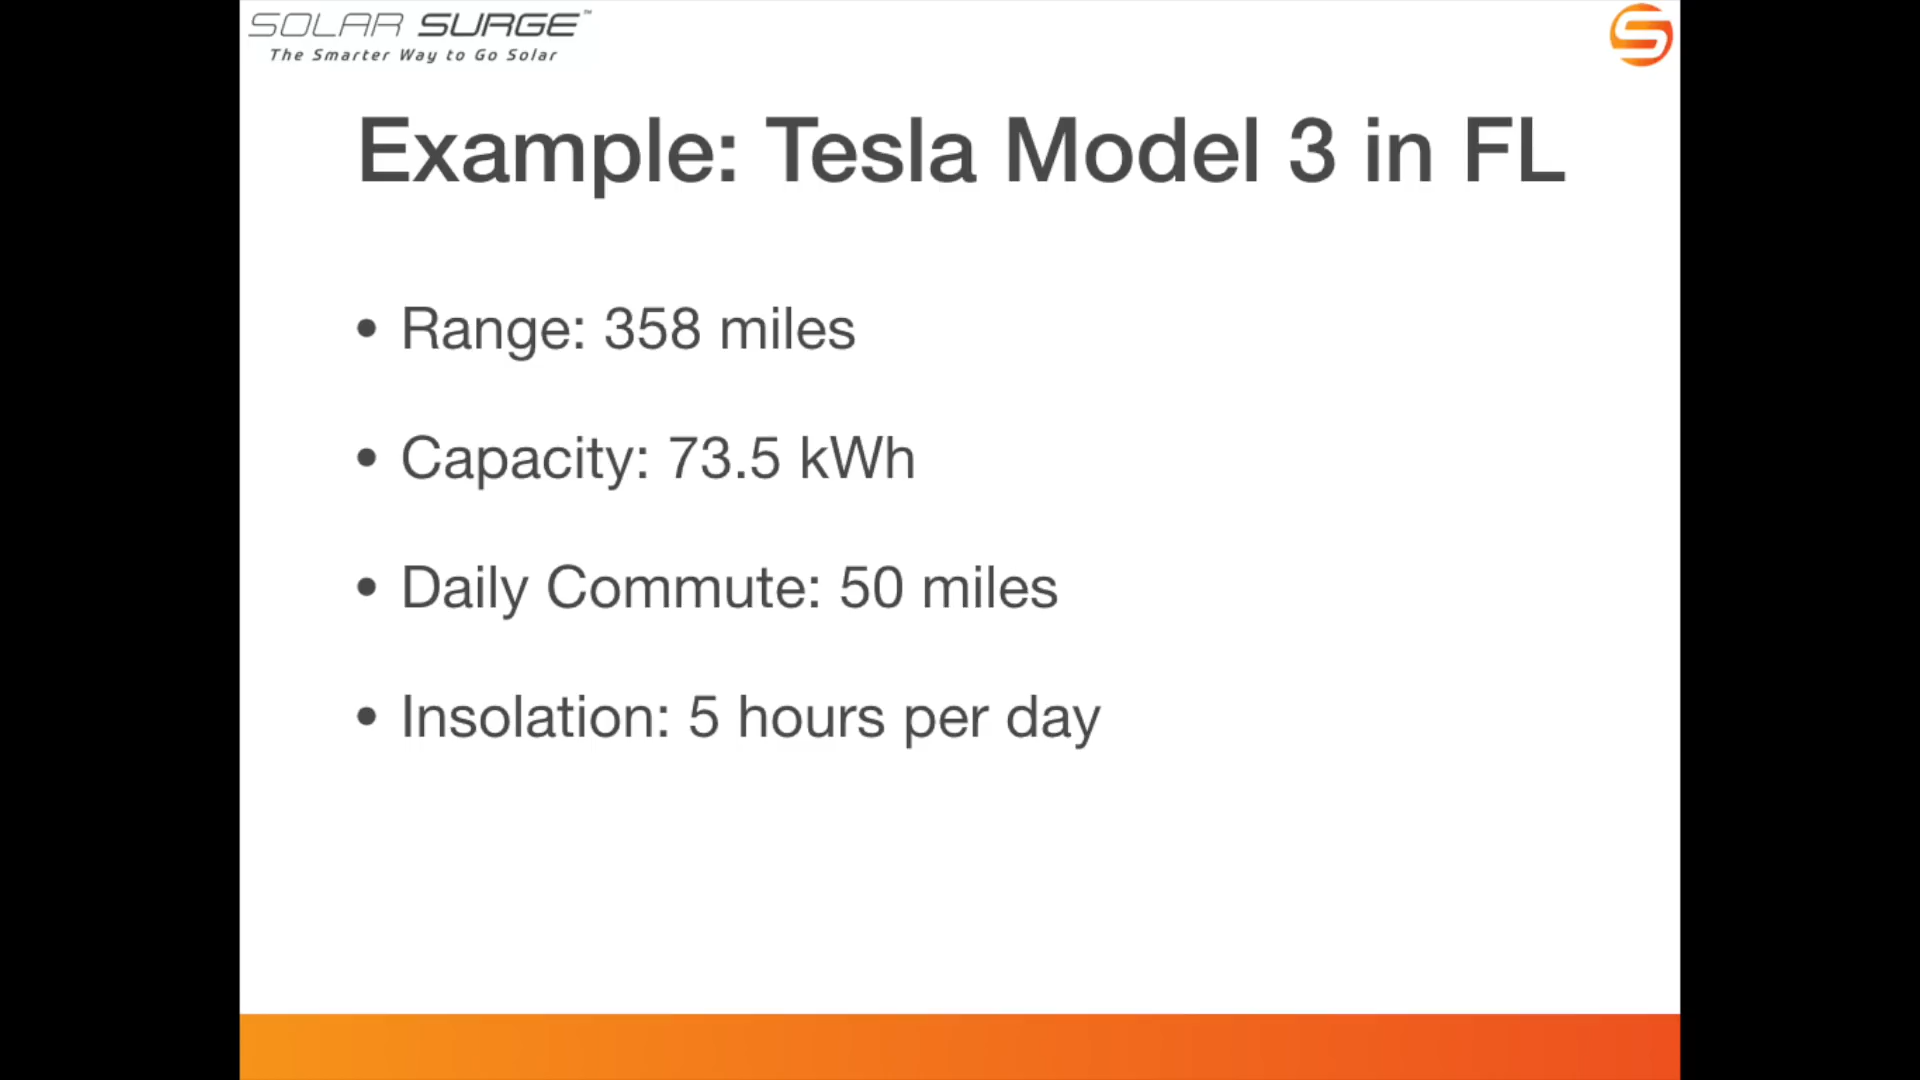 SOLAR SURGE™
The Smarter Way to Go Solar
Example: Tesla Model 3 in FL
• Range: 358 miles
• Capacity: 73.5 kWh
• Daily Commute: 50 miles
• Insolation: 5 hours per day